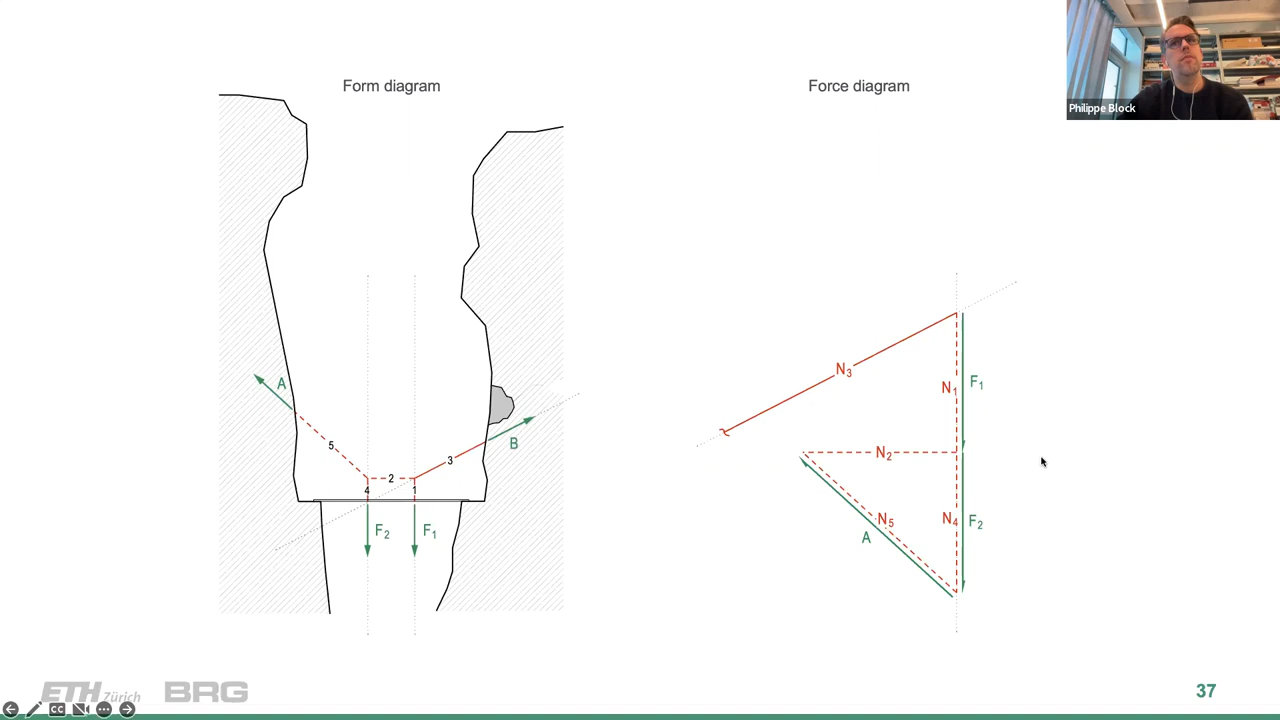 Form diagram
Force diagram
Philippe Block
A
5
2
4
1
3
B
F2
F1
N3
N1
F1
N2
N5
A
N4
F2
ETH Zürich
BRG
CC
37